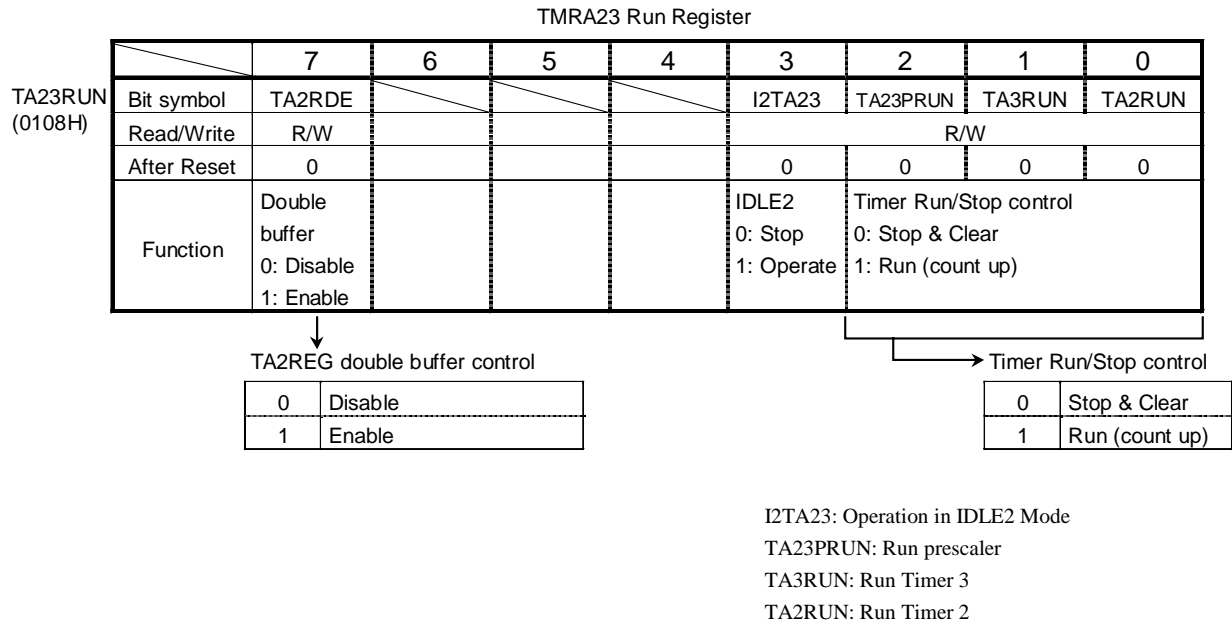 TMRA23 Run Register
7 6 5 4 3 2 1 0
TA23RUN
(0108H)
Bit symbol TA2RDE I2TA23 TA23PRUN TA3RUN TA2RUN
Read/Write R/W R/W
After Reset 0 0 0 0 0
Function
Double
buffer
0: Disable
1: Enable
IDLE2
0: Stop
1: Operate
Timer Run/Stop control
0: Stop & Clear
1: Run (count up)
TA2REG double buffer control
0 Disable
1 Enable
Timer Run/Stop control
0 Stop & Clear
1 Run (count up)
I2TA23: Operation in IDLE2 Mode
TA23PRUN: Run prescaler
TA3RUN: Run Timer 3
TA2RUN: Run Timer 2